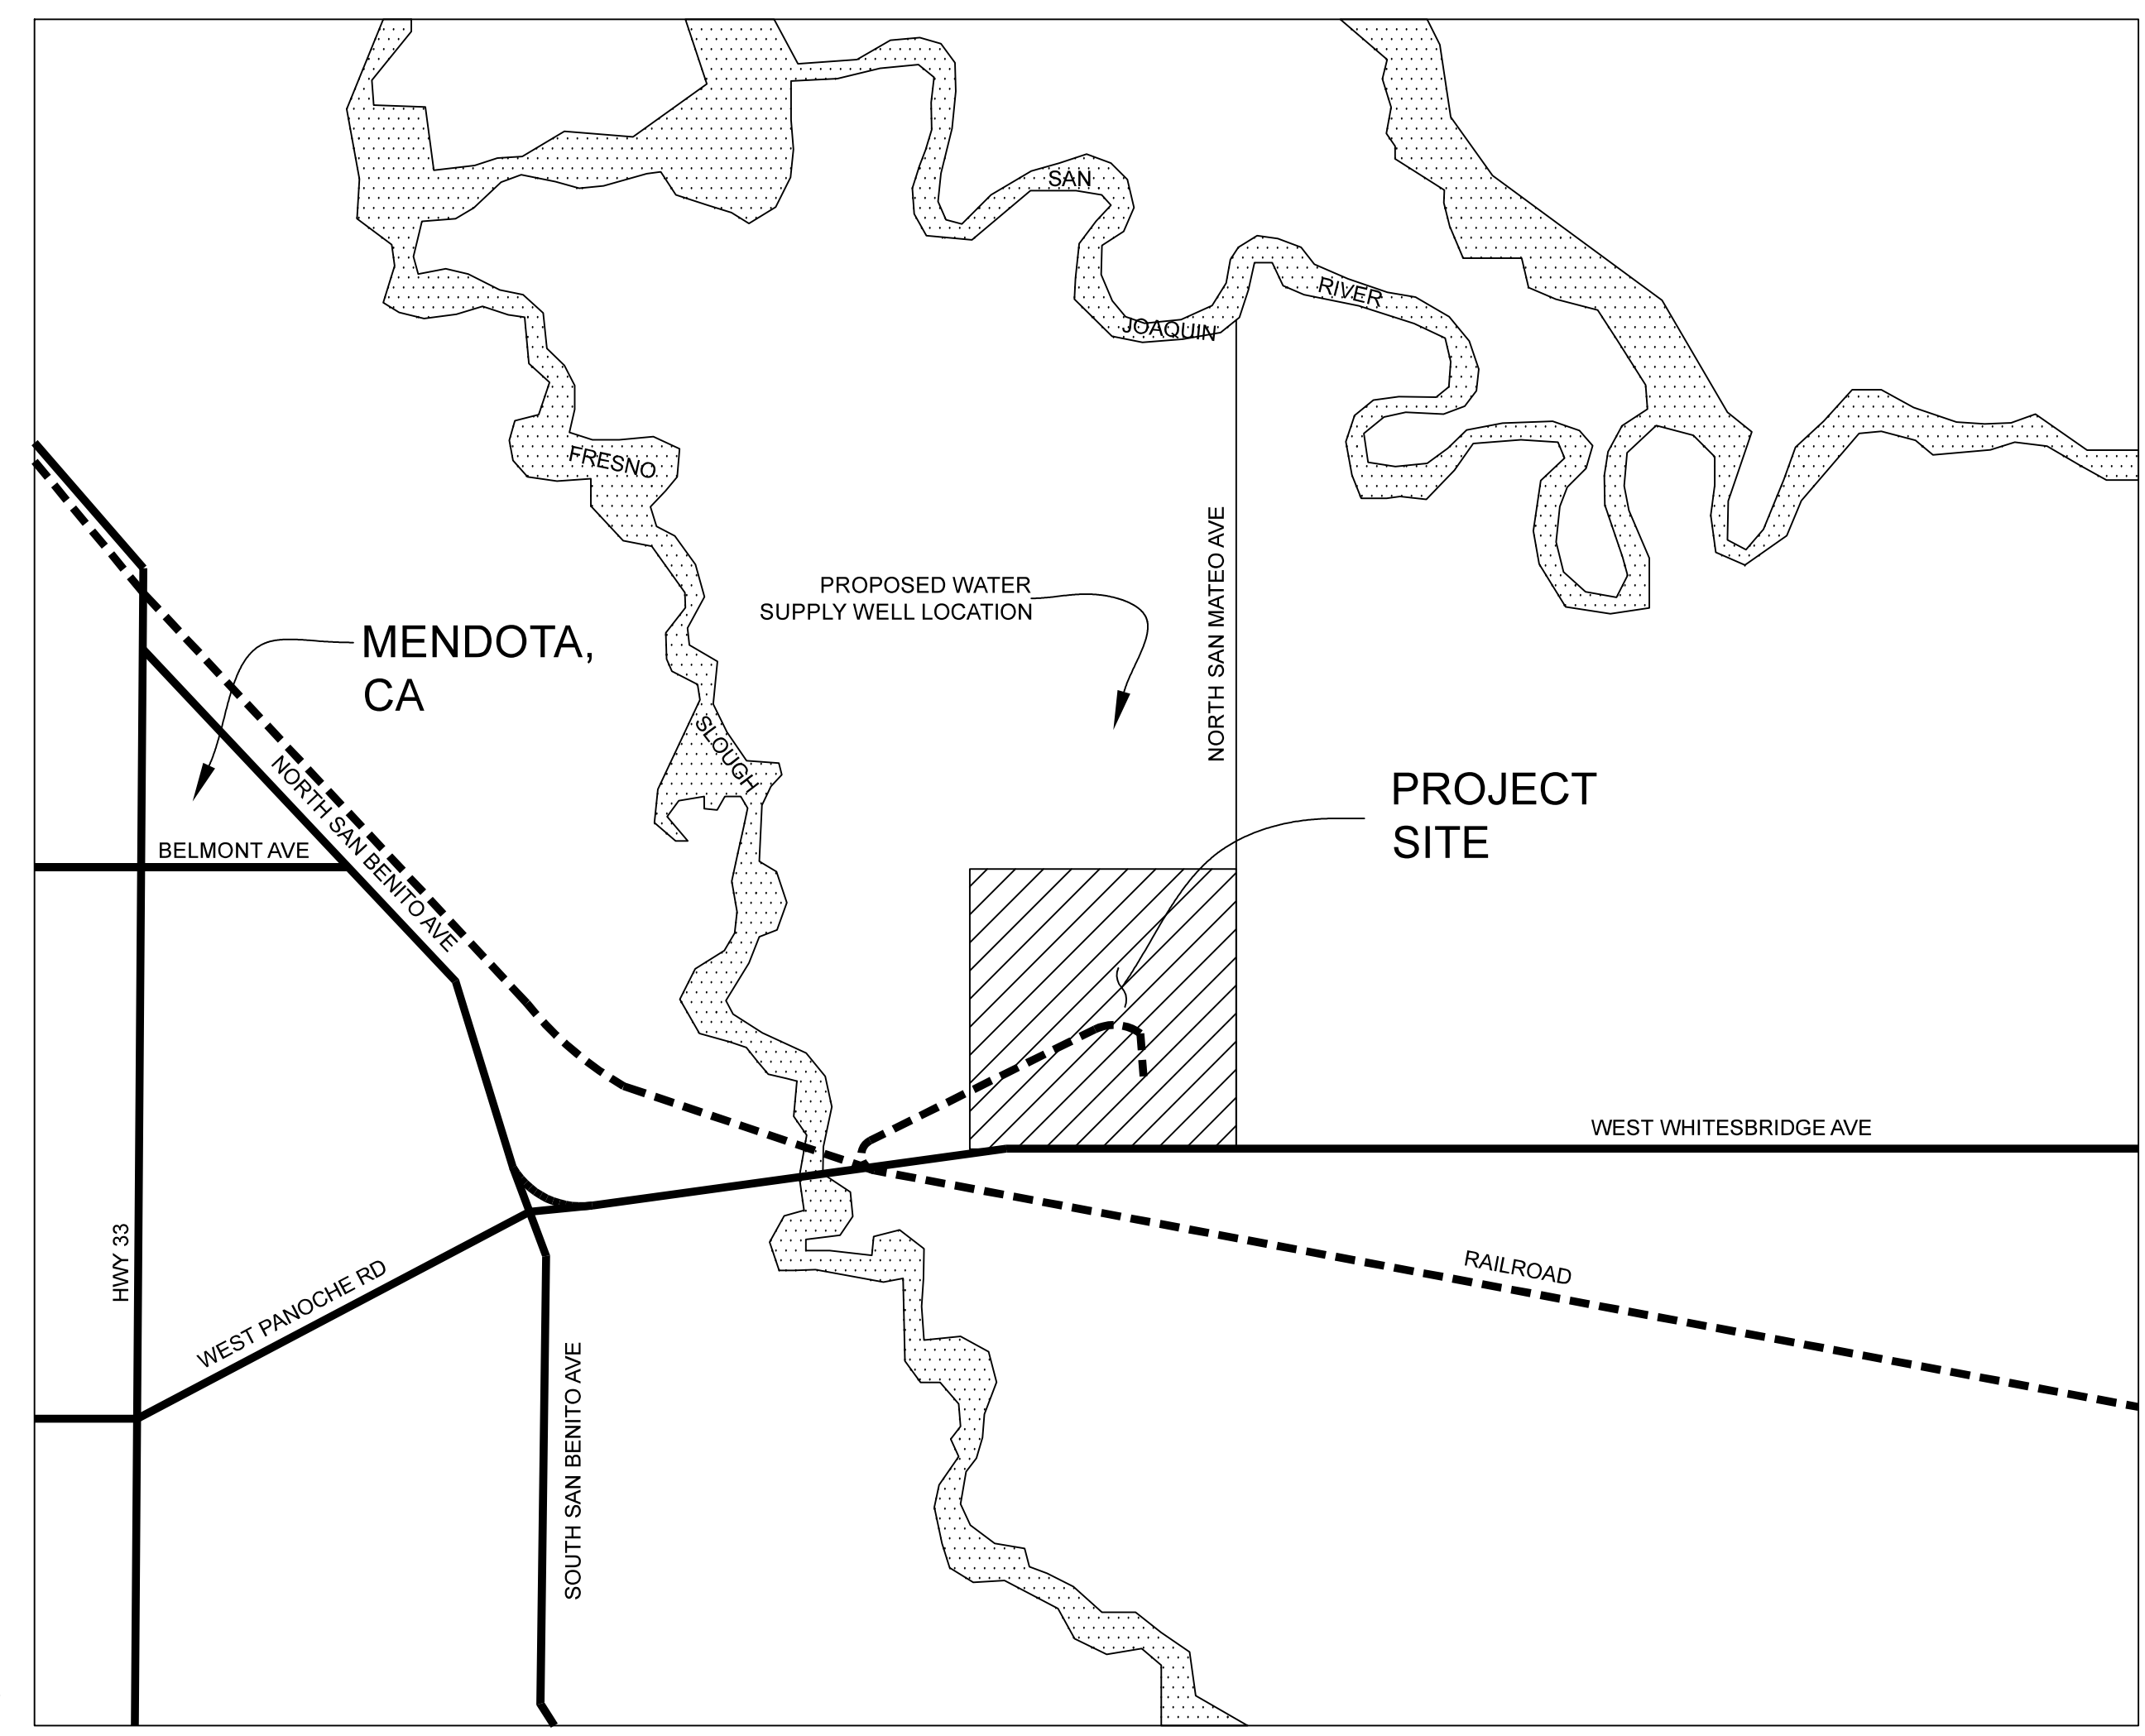 SAN
RIVER
JOAQUIN
FRESNO
NORTH SAN MATEO AVE
PROPOSED WATER
SUPPLY WELL LOCATION
MENDOTA,
CA
SLOUGH
PROJECT
SITE
NORTH SAN BENITO AVE
BELMONT AVE
WEST WHITESBRIDGE AVE
HWY 33
WEST PANOCHE RD
RAILROAD
SOUTH SAN BENITO AVE